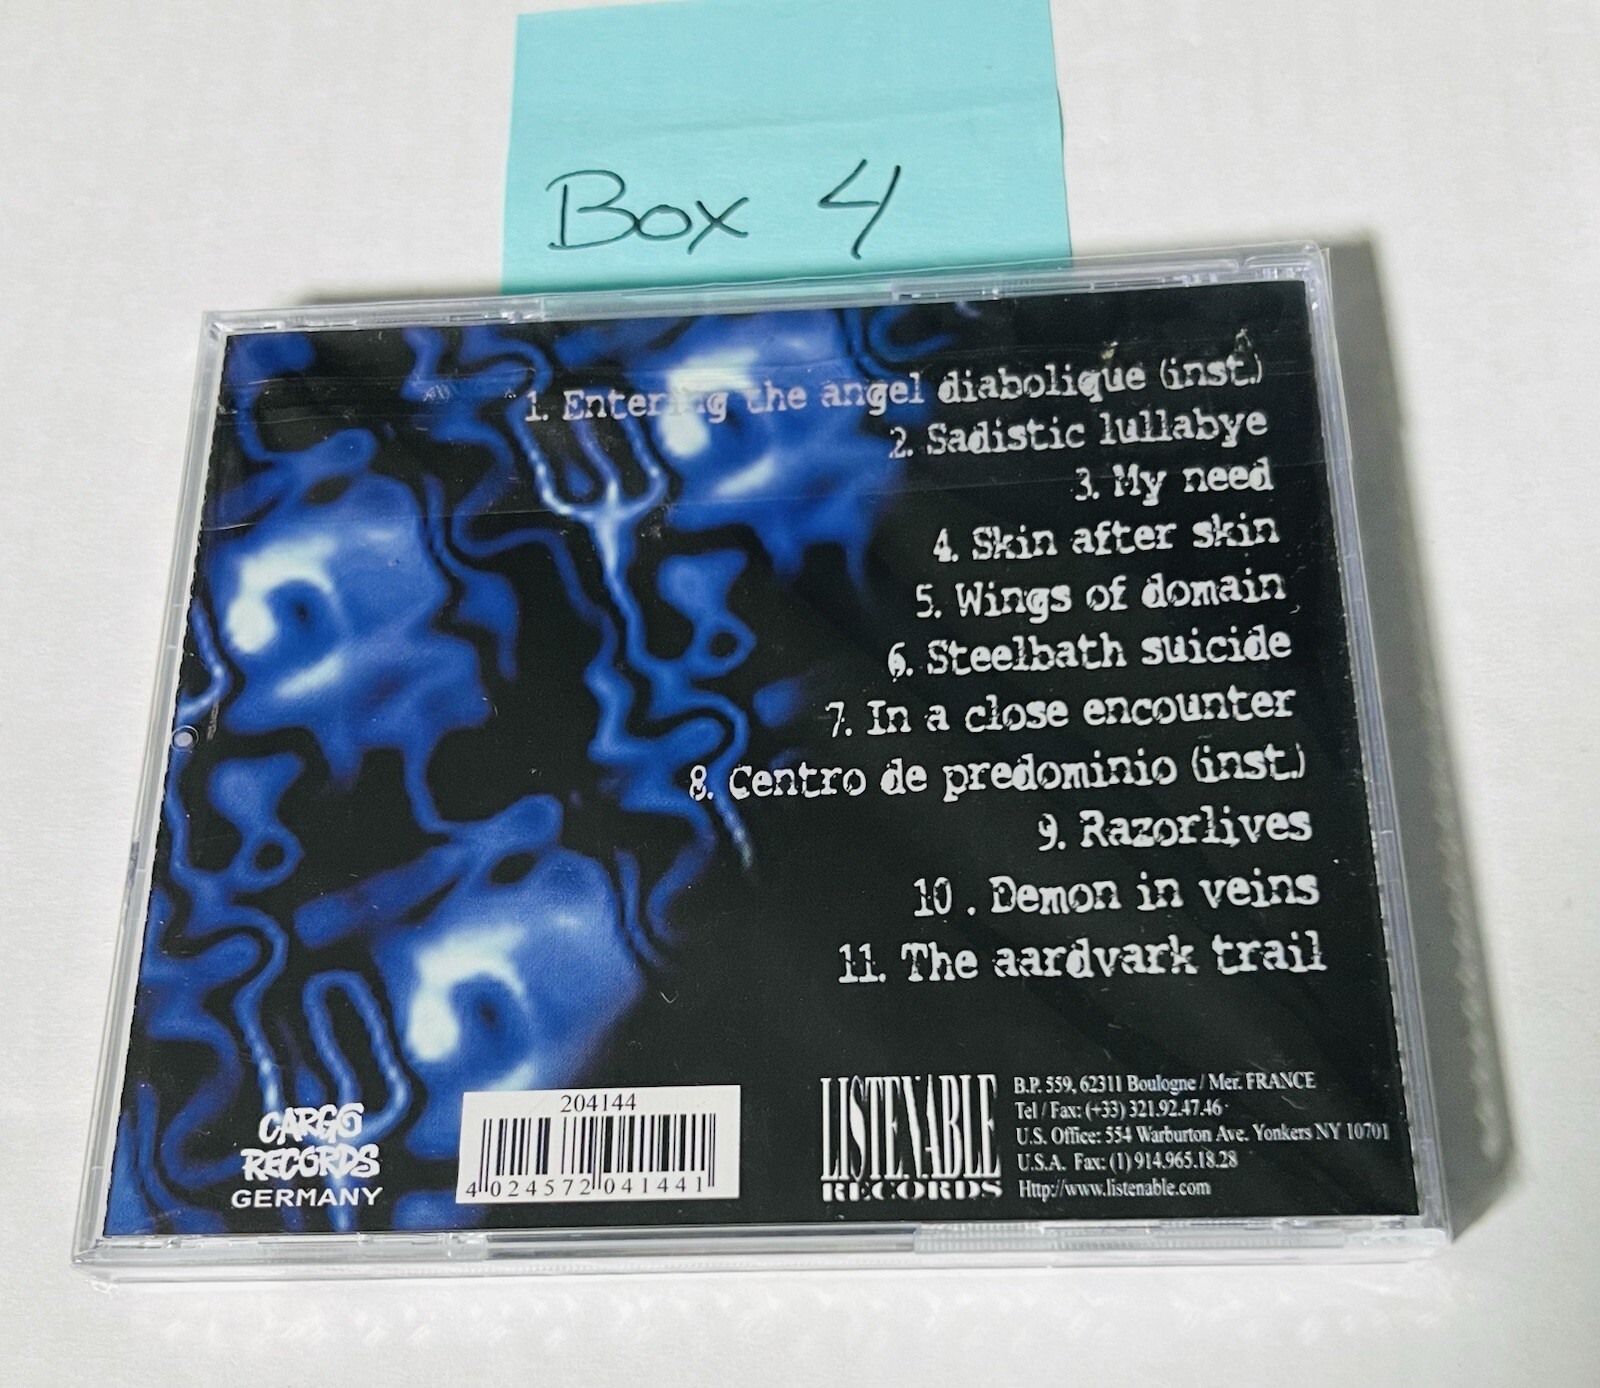 Box 4
1. Entering the angel diabolique (inst.)
2. Sadistic lullabye
3. My need
4. Skin after skin
5. Wings of domain
6. Steelbath suicide
7. In a close encounter
8. Centro de predominio (inst.)
9. Razorlives
10 . Demon in veins
11. The aardvark trail
CARGO
RECORDS
GERMANY
204144
4 024572 041441
LISTENABLE
RECORDS
B.P. 559, 62311 Boulogne / Mer. FRANCE
Tel / Fax: (+33) 321.92.47.46
U.S. Office: 554 Warburton Ave. Yonkers NY 10701
U.S.A. Fax: (1) 914.965.18.28
Http://www.listenable.com